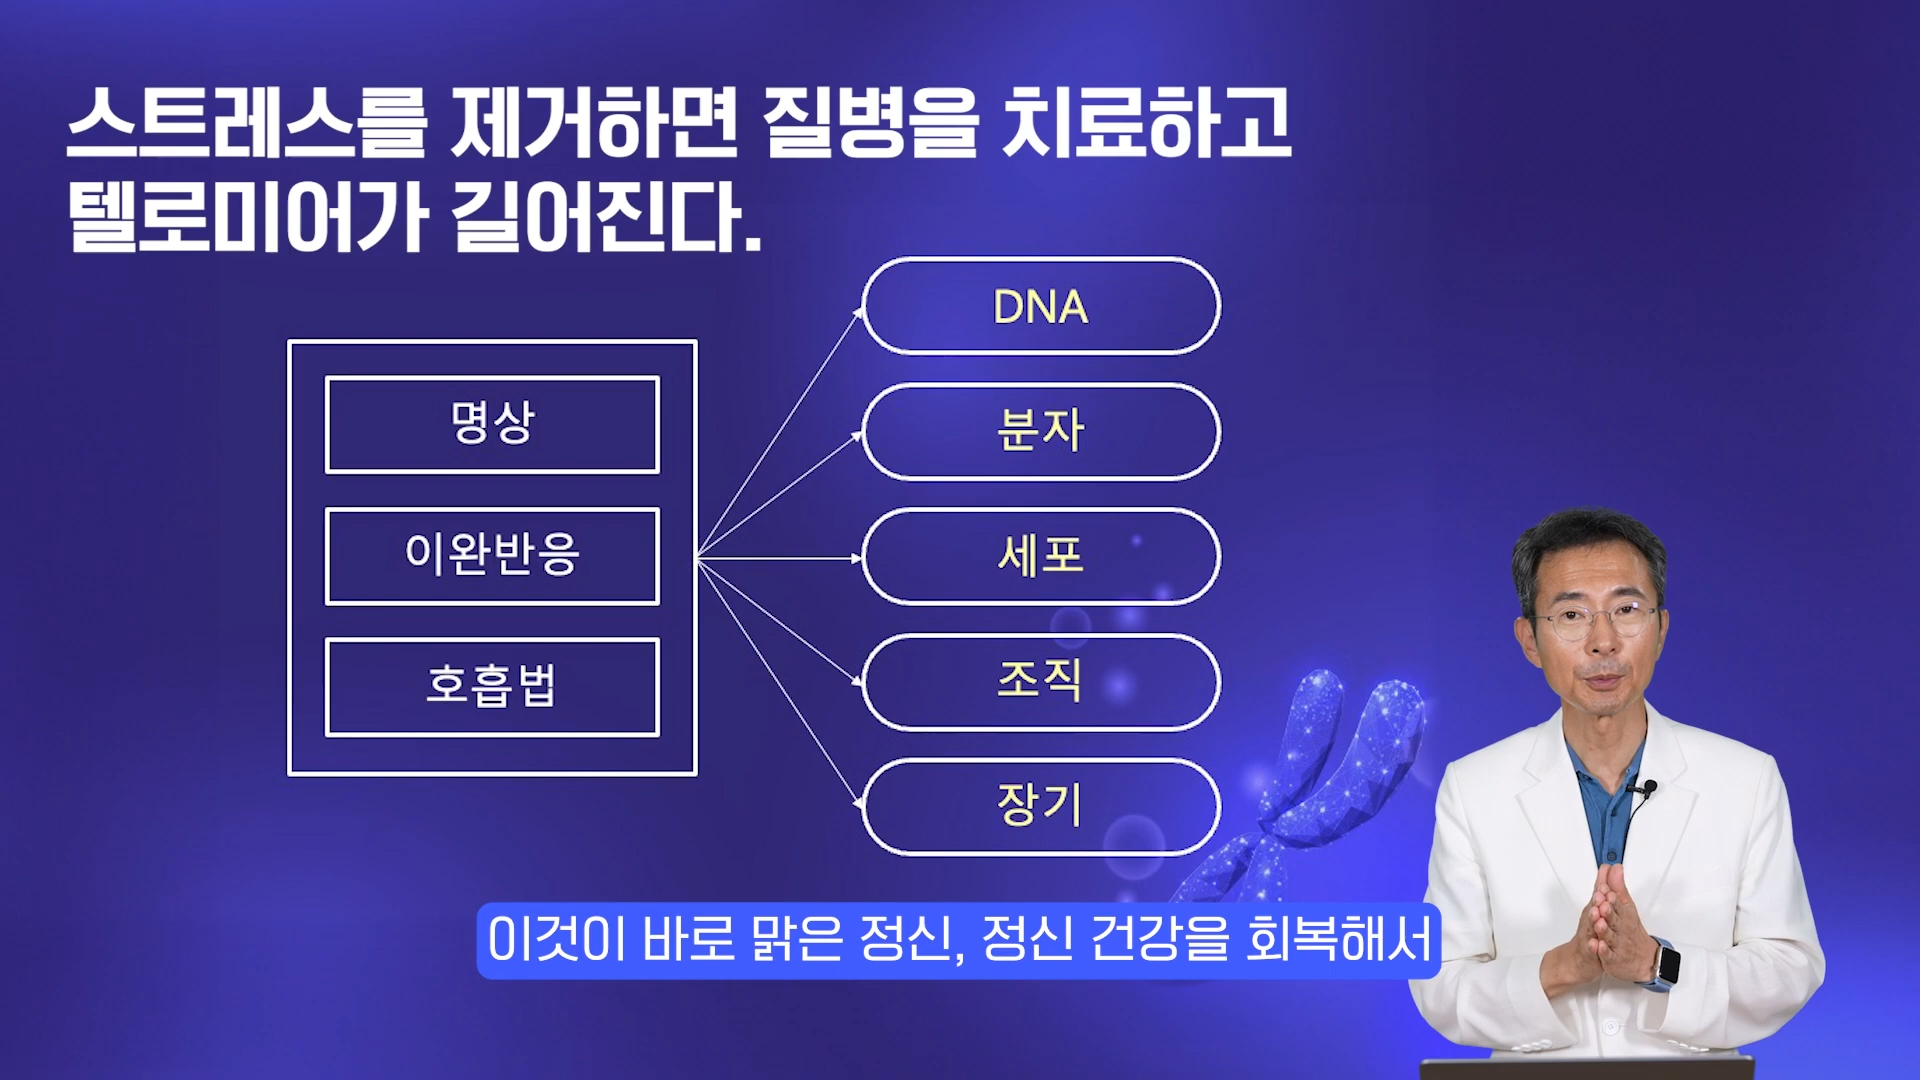 스트레스를 제거하면 질병을 치료하고
텔로미어가 길어진다.
명상
이완반응
호흡법
DNA
분자
세포
조직
장기
이것이 바로 맑은 정신, 정신 건강을 회복해서